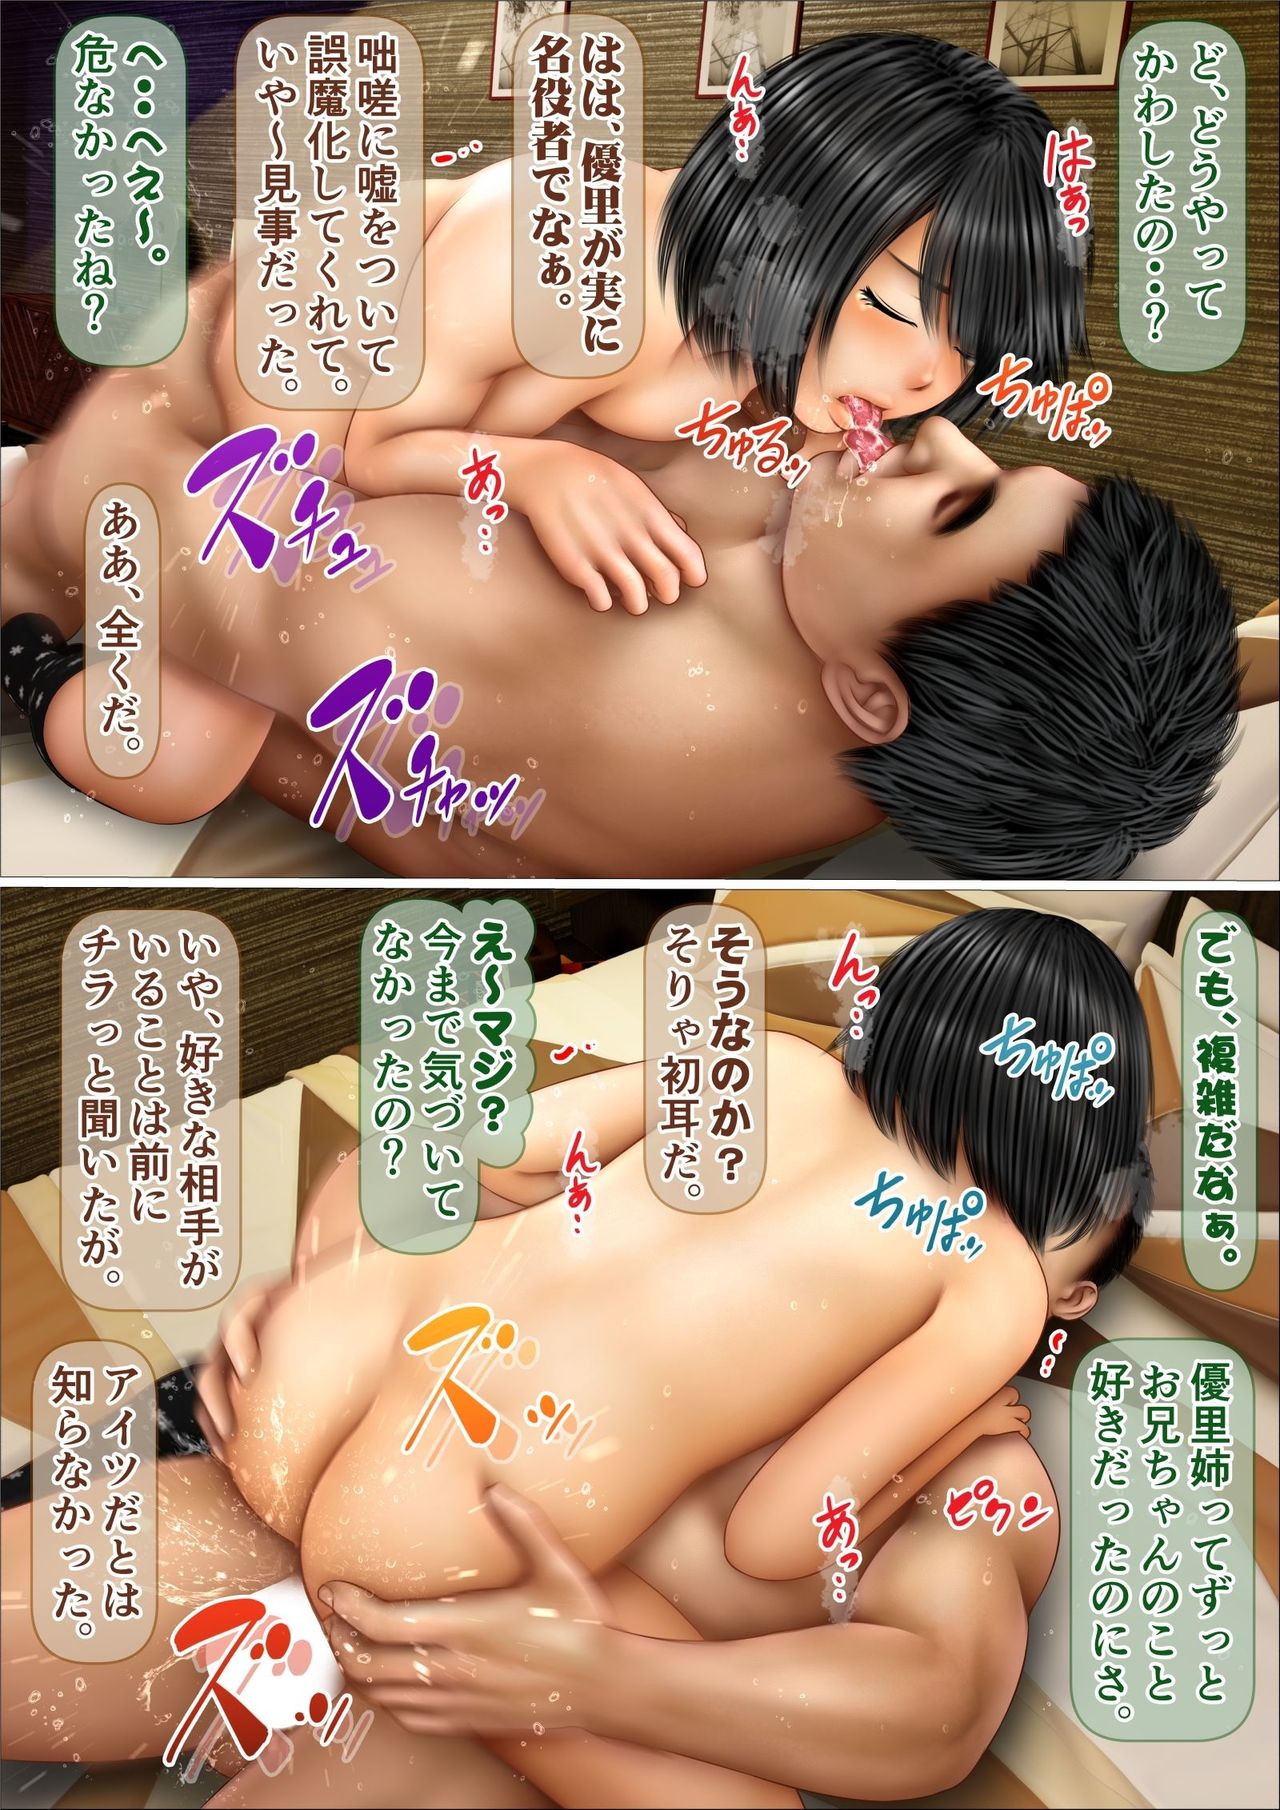 ど、どうやって
かわしたの・・?
はは、優里が実に
名役者でなぁ。
咄嗟に嘘をついて
誤魔化してくれて。
いや〜見事だった。
へ・・へえ〜。
危なかったね?
ああ、全くだ。
はぁっ
んぁ…
ちゅぱッ
ちゅるッ
あっ…
ズチュ
ズチャッ
でも、複雑だなぁ。
優里姉ってずっと
お兄ちゃんのこと
好きだったのにさ。
そうなのか?
そりゃ初耳だ。
え〜マジ?
今まで気づいて
なかったの?
いや、好きな相手が
いることは前に
チラっと聞いたが。
アイツだとは
知らなかった。
んっ…
ちゅぱッ
ちゅぱッ
んぁ…
ズッ
ピクン
あっ…
ズッ